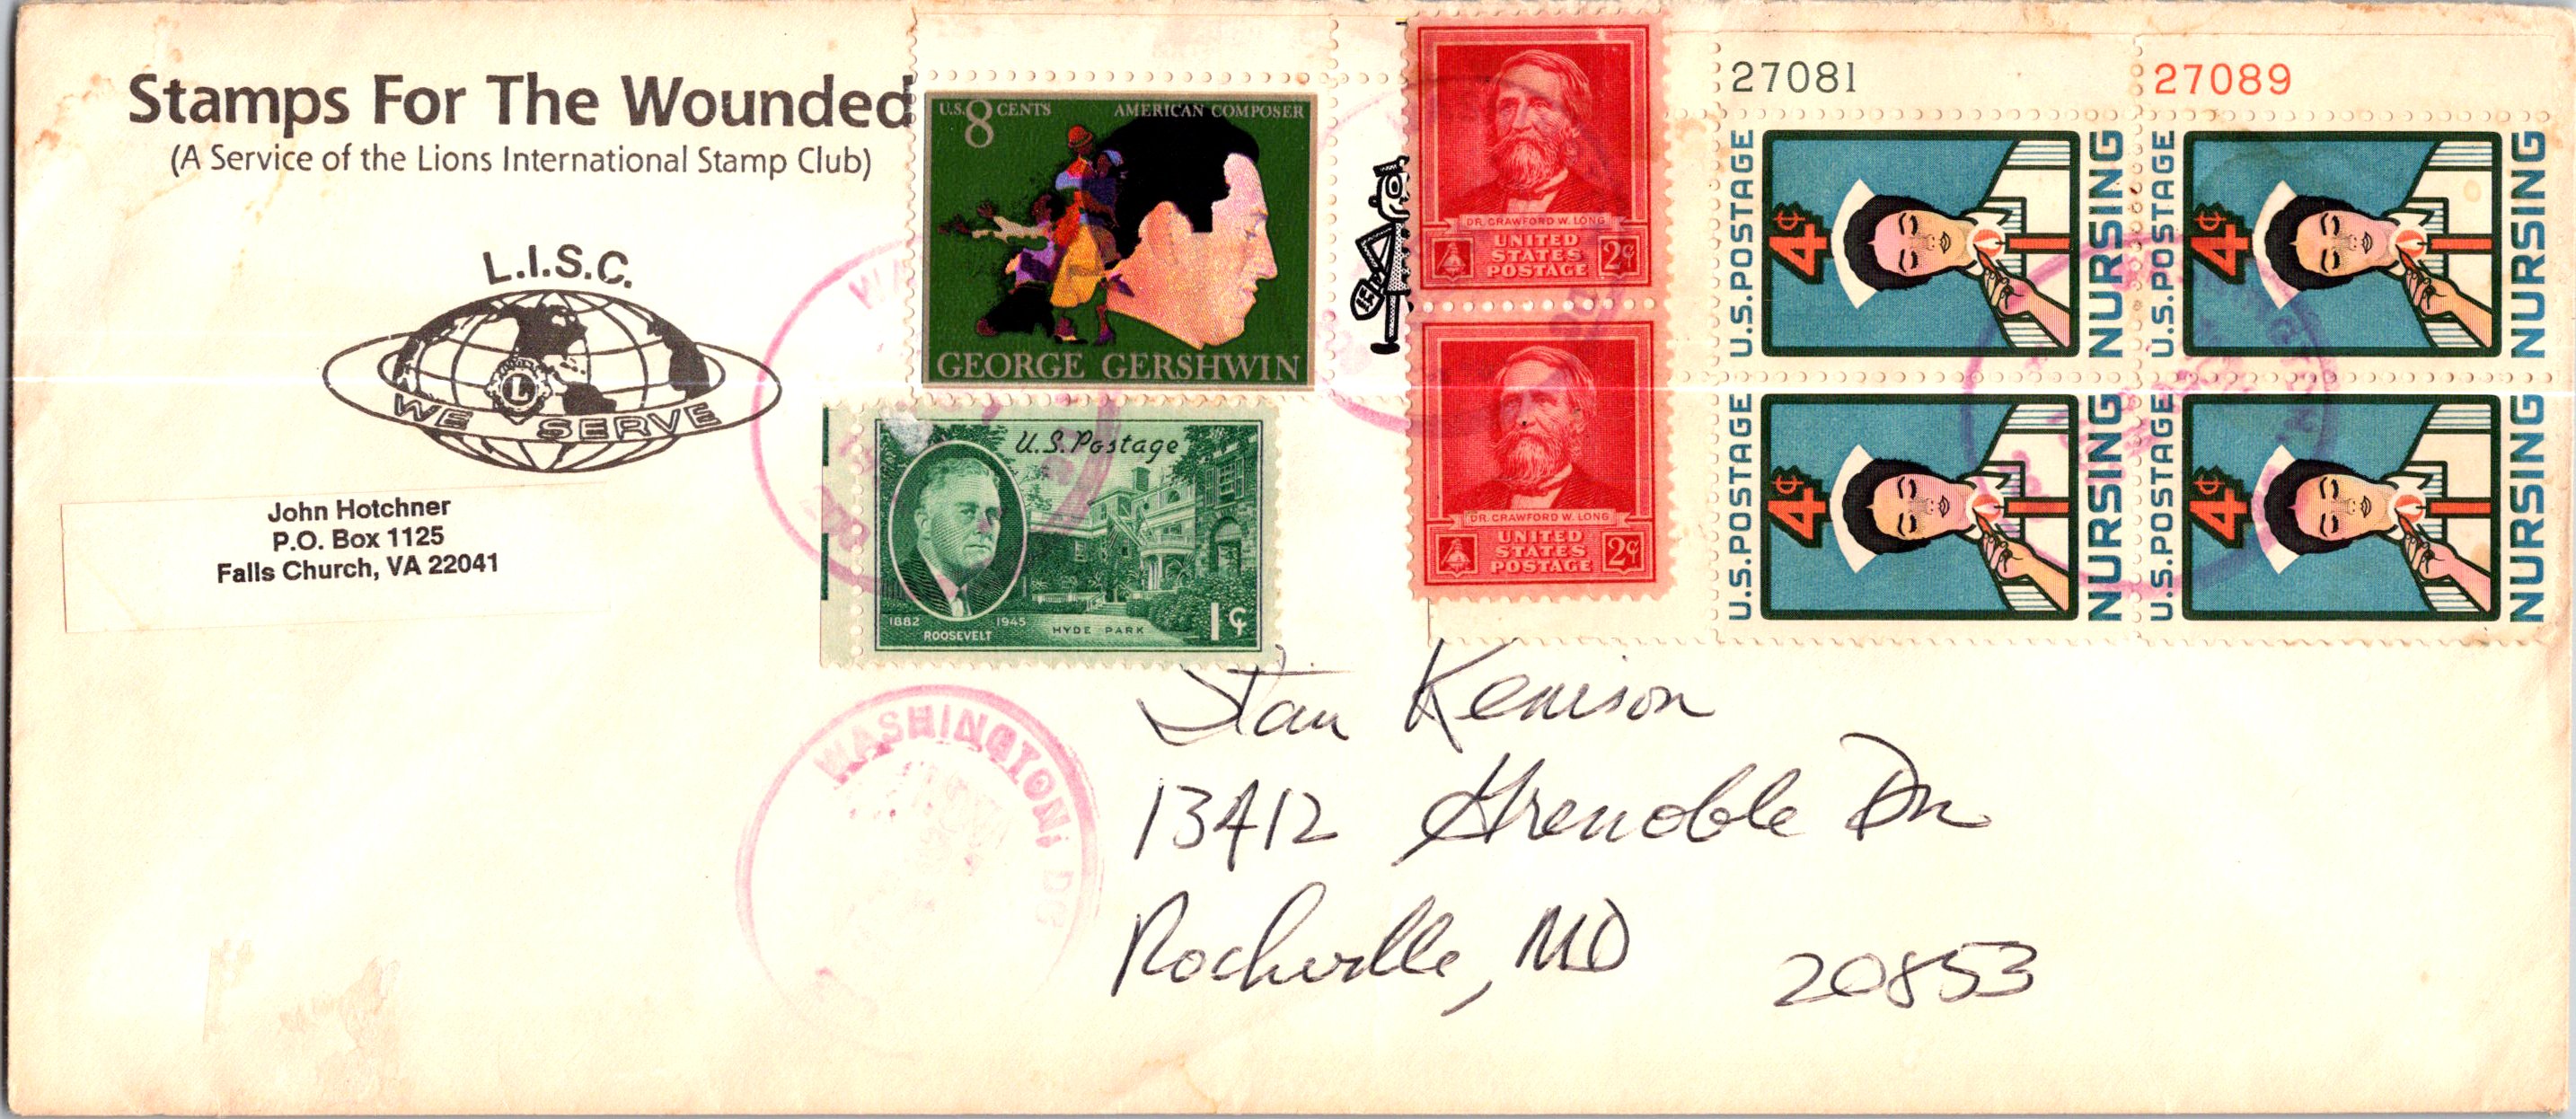 Stamps For The Wounded
(A Service of the Lions International Stamp Club)
L.I.S.C.
L
WE SERVE
John Hotchner
P.O. Box 1125
Falls Church, VA 22041
U.S. 8 CENTS AMERICAN COMPOSER
GEORGE GERSHWIN
U.S. Postage
1882 1945
ROOSEVELT
HYDE PARK
1¢
DR. CRAWFORD W. LONG
UNITED
STATES
POSTAGE
2¢
DR. CRAWFORD W. LONG
UNITED
STATES
POSTAGE
2¢
27081
27089
U.S.POSTAGE
4¢
NURSING
U.S.POSTAGE
4¢
NURSING
U.S.POSTAGE
4¢
NURSING
U.S.POSTAGE
4¢
NURSING
WASHINGTON, DC
Stan Kenison
13412 Grenoble Dr
Rockville, MD 20853